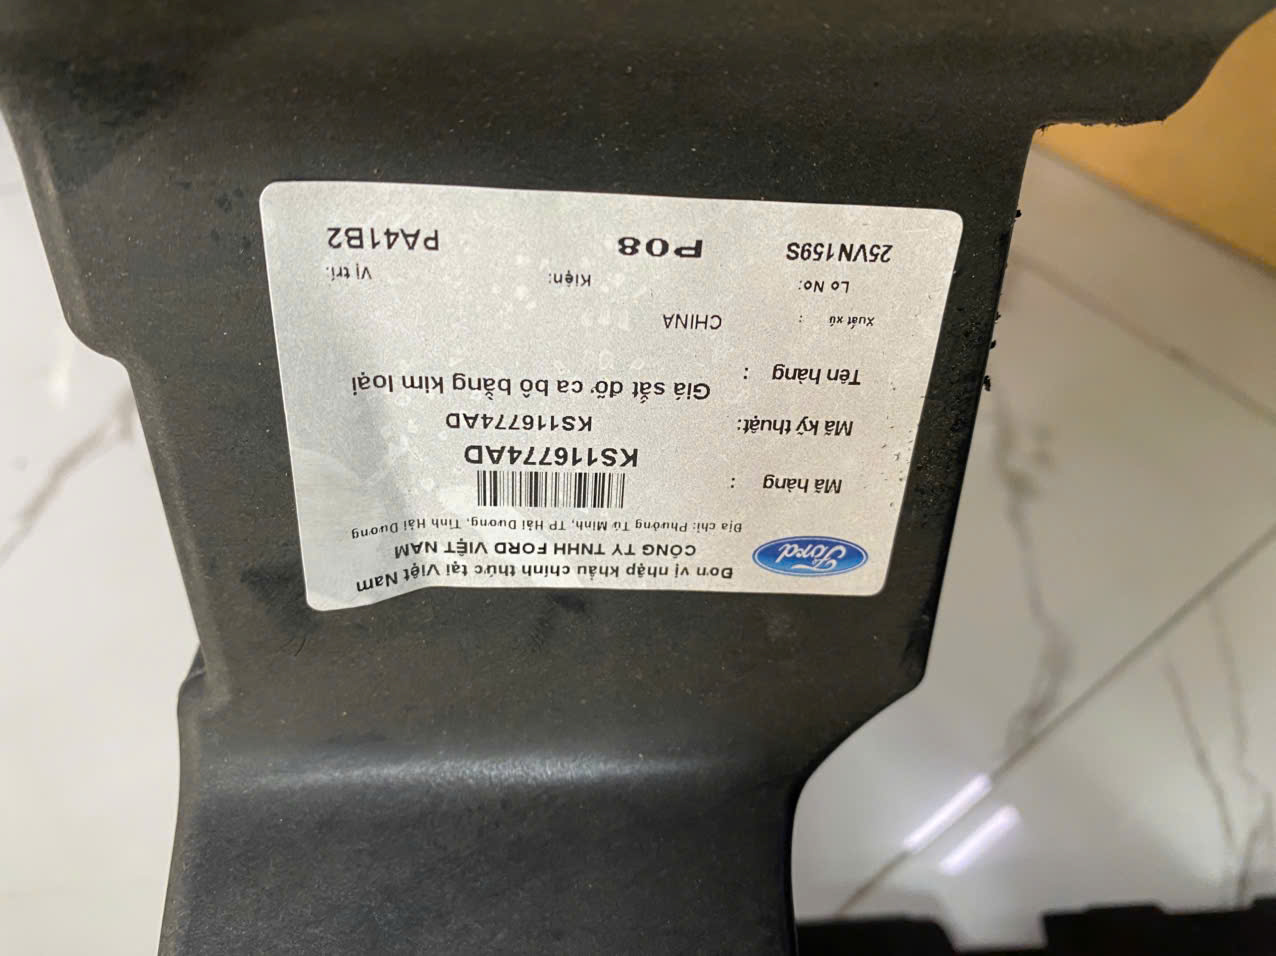 Ford
Đơn vị nhập khẩu chính thức tại Việt Nam
CÔNG TY TNHH FORD VIỆT NAM
Địa chỉ: Phường Tứ Minh, TP Hải Dương, Tỉnh Hải Dương
Mã hàng :
KS116774AD
Mã kỹ thuật: KS116774AD
Tên hàng : Giá sắt đỡ ca bô bằng kim loại
Xuất xứ : CHINA
Lo No: Kiện: Vị trí:
25VN159S P08 PA41B2